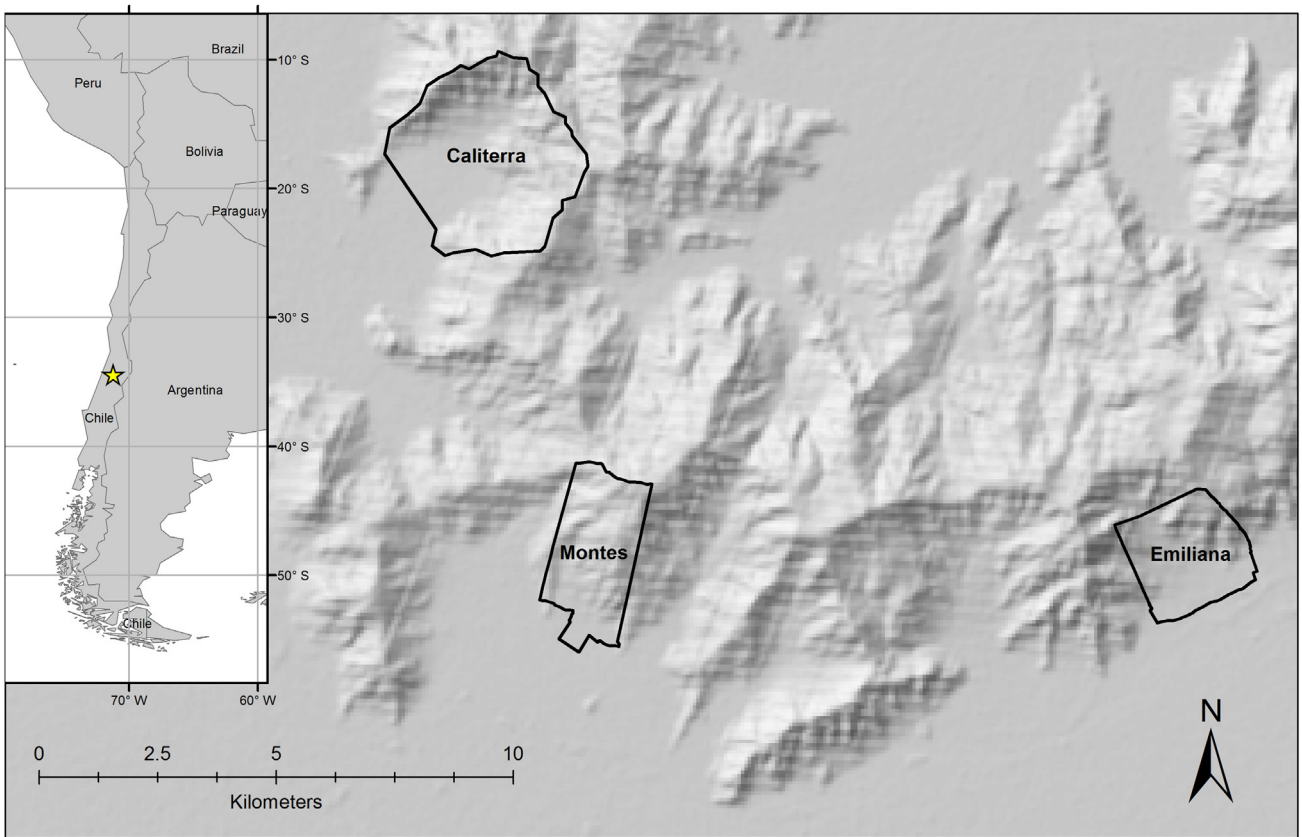 Brazil
10° S
Peru
Bolivia
Caliterra
20° S
Paraguay
30° S
Argentina
Chile
40° S
Montes
Emiliana
50° S
Chile
70° W 60° W
N
0 2.5 5 10
Kilometers